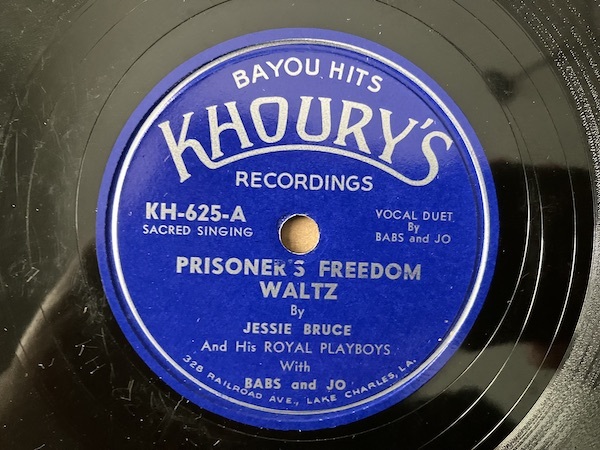 BAYOU HITS
KHOURY'S
RECORDINGS
KH-625-A
SACRED SINGING
VOCAL DUET
By
BABS and JO
PRISONER'S FREEDOM
WALTZ
By
JESSIE BRUCE
And His ROYAL PLAYBOYS
With
BABS and JO
328 RAILROAD AVE., LAKE CHARLES, LA.